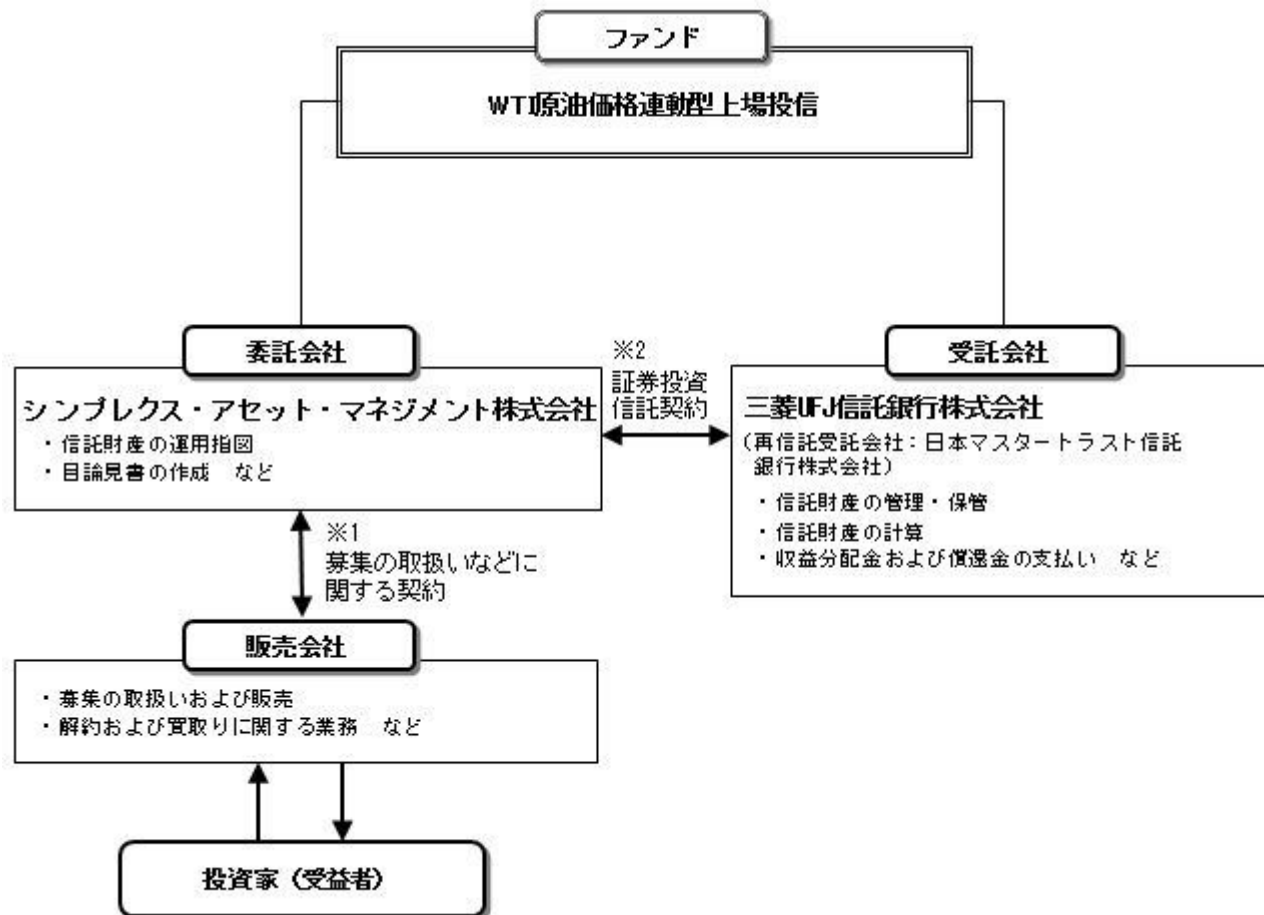 ファンド
WTI原油価格連動型上場投信
委託会社
シンプレクス・アセット・マネジメント株式会社
・信託財産の運用指図
・目論見書の作成　など
※2
証券投資
信託契約
受託会社
三菱UFJ信託銀行株式会社
(再信託受託会社：日本マスタートラスト信託
銀行株式会社)
・信託財産の管理・保管
・信託財産の計算
・収益分配金および償還金の支払い　など
※1
募集の取扱いなどに
関する契約
販売会社
・募集の取扱いおよび販売
・解約および買取りに関する業務　など
投資家（受益者）